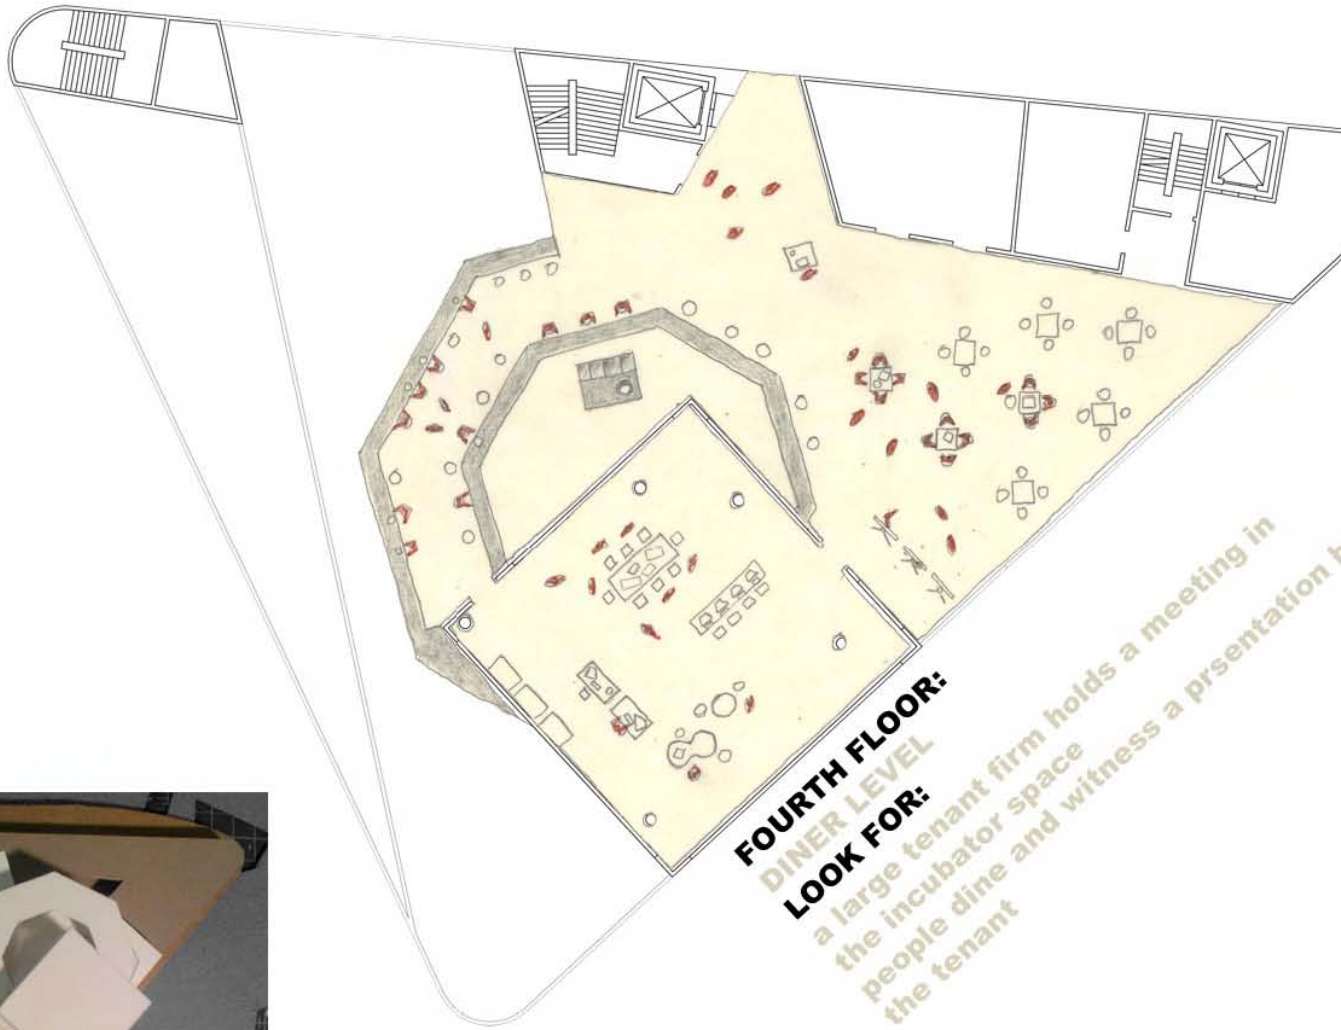 FOURTH FLOOR:
DINER LEVEL
LOOK FOR:
a large tenant firm holds a meeting in
the incubator space
people dine and witness a prsentation
the tenant